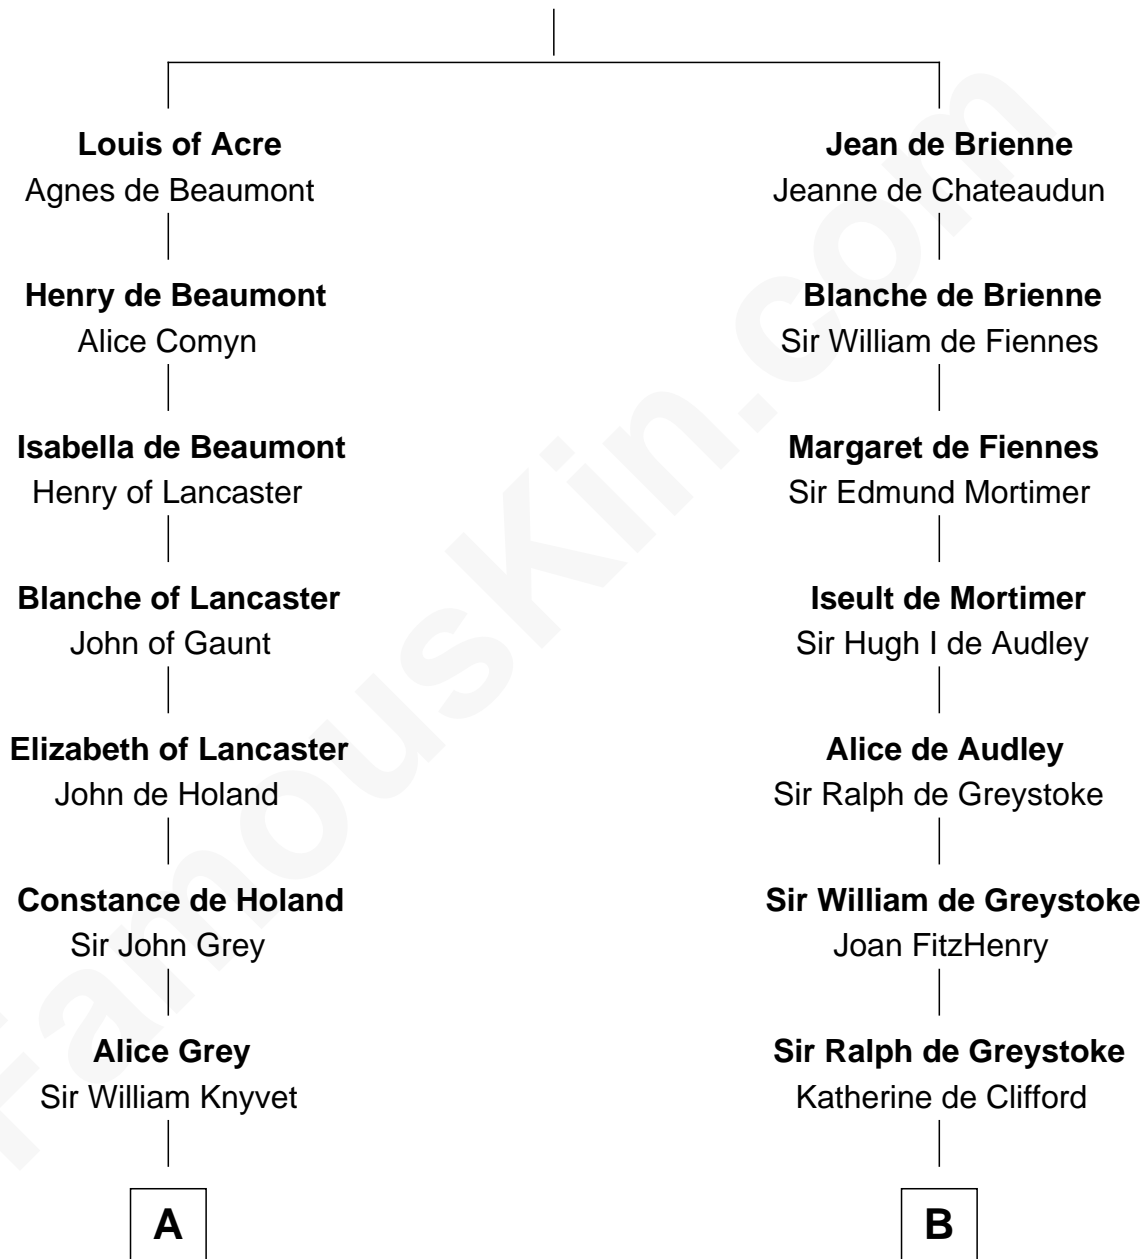 Louis of Acre
Agnes de Beaumont
Henry de Beaumont
Alice Comyn
Isabella de Beaumont
Henry of Lancaster
Blanche of Lancaster
John of Gaunt
Elizabeth of Lancaster
John de Holand
Constance de Holand
Sir John Grey
Alice Grey
Sir William Knyvet
A
Jean de Brienne
Jeanne de Chateaudun
Blanche de Brienne
Sir William de Fiennes
Margaret de Fiennes
Sir Edmund Mortimer
Iseult de Mortimer
Sir Hugh I de Audley
Alice de Audley
Sir Ralph de Greystoke
Sir William de Greystoke
Joan FitzHenry
Sir Ralph de Greystoke
Katherine de Clifford
B
FamousKin.com